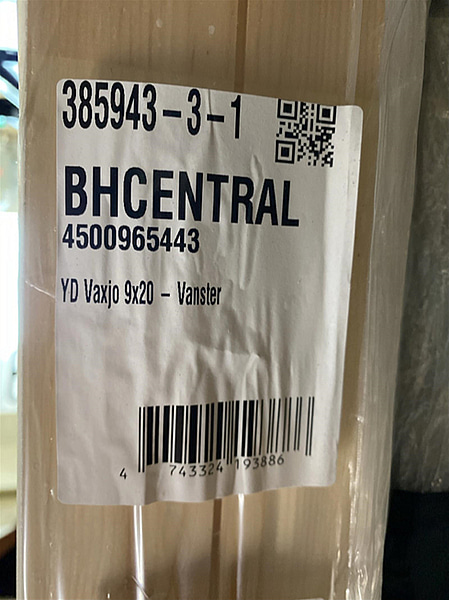 385943-3-1
BHCENTRAL
4500965443
YD Vaxjo 9x20 - Vanster
4 743324 193886